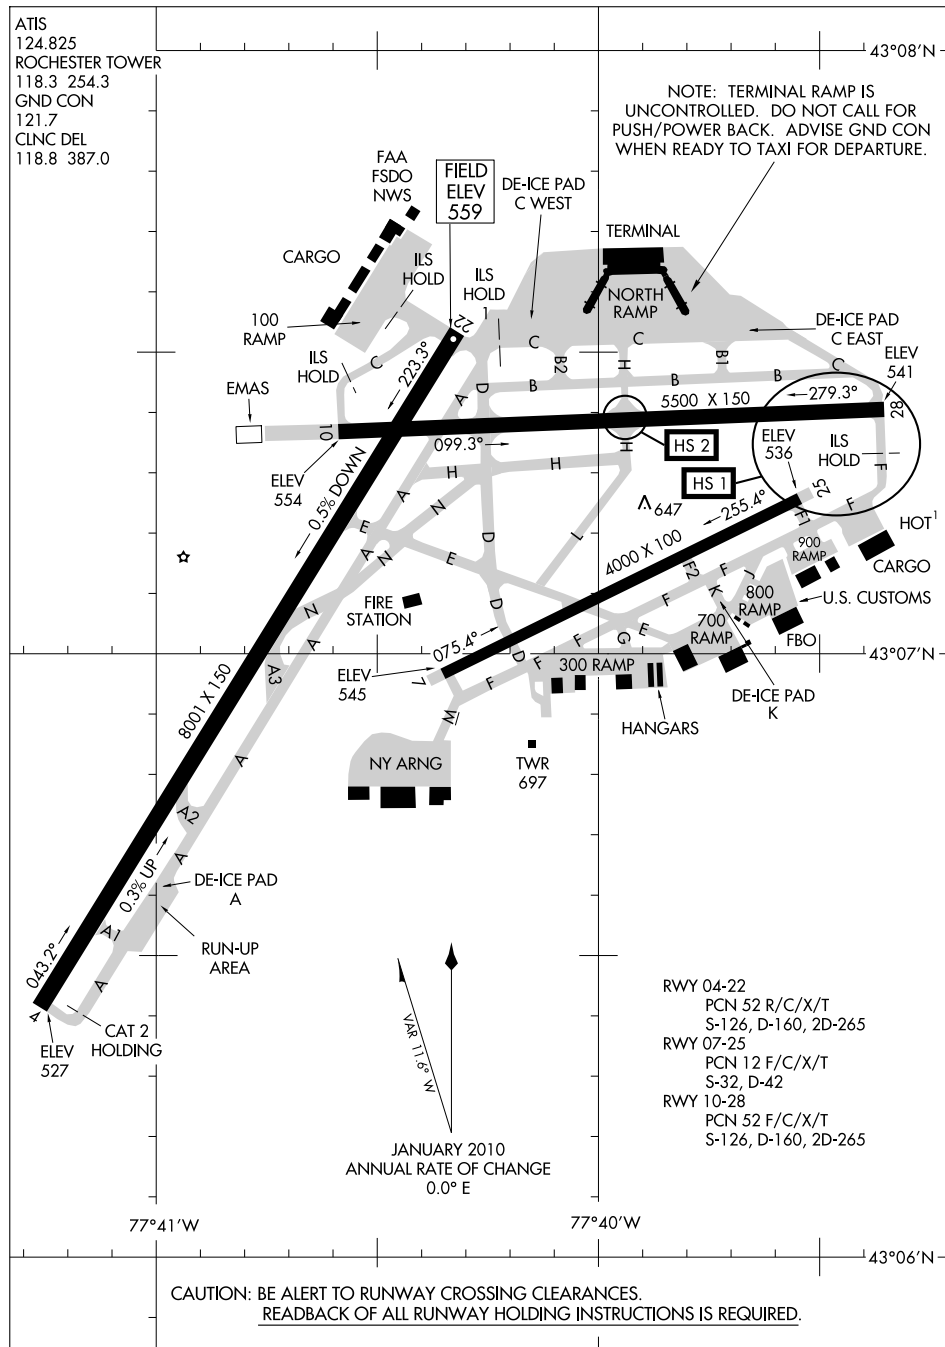 ATIS
124.825
ROCHESTER TOWER
118.3 254.3
GND CON
121.7
CLNC DEL
118.8 387.0
43°08'N
NOTE: TERMINAL RAMP IS
UNCONTROLLED. DO NOT CALL FOR
PUSH/POWER BACK. ADVISE GND CON
WHEN READY TO TAXI FOR DEPARTURE.
FAA
FSDO
NWS
FIELD
ELEV
559
DE-ICE PAD
C WEST
TERMINAL
CARGO
ILS
HOLD
ILS
HOLD
1
NORTH
RAMP
100
RAMP
22
DE-ICE PAD
C EAST
C
C
C
C
H
B2
B1
ILS
HOLD
223.3°
ELEV
541
EMAS
A
D
B
B
B
5500 X 150
279.3°
28
10
099.3°
HS 2
H
ELEV
536
ILS
HOLD
F
ELEV
554
0.5% DOWN
H
H
HS 1
25
A
N
647
255.4°
F
F1
HOT1
E
A
N
E
D
L
4000 X 100
900
RAMP
CARGO
F2
F
J
K
FIRE
STATION
N
A
D
F
800
RAMP
U.S. CUSTOMS
700
RAMP
FBO
075.4°
D
F
F
F
G
E
43°07'N
A3
ELEV
545
7
300 RAMP
8001 X 150
W
HANGARS
DE-ICE PAD
K
A
NY ARNG
TWR
697
A2
A
0.3% UP
DE-ICE PAD
A
A1
RUN-UP
AREA
043.2°
A
4
CAT 2
HOLDING
ELEV
527
VAR 11.6° W
RWY 04-22
PCN 52 R/C/X/T
S-126, D-160, 2D-265
RWY 07-25
PCN 12 F/C/X/T
S-32, D-42
RWY 10-28
PCN 52 F/C/X/T
S-126, D-160, 2D-265
JANUARY 2010
ANNUAL RATE OF CHANGE
0.0° E
77°41'W
77°40'W
43°06'N
CAUTION: BE ALERT TO RUNWAY CROSSING CLEARANCES.
READBACK OF ALL RUNWAY HOLDING INSTRUCTIONS IS REQUIRED.